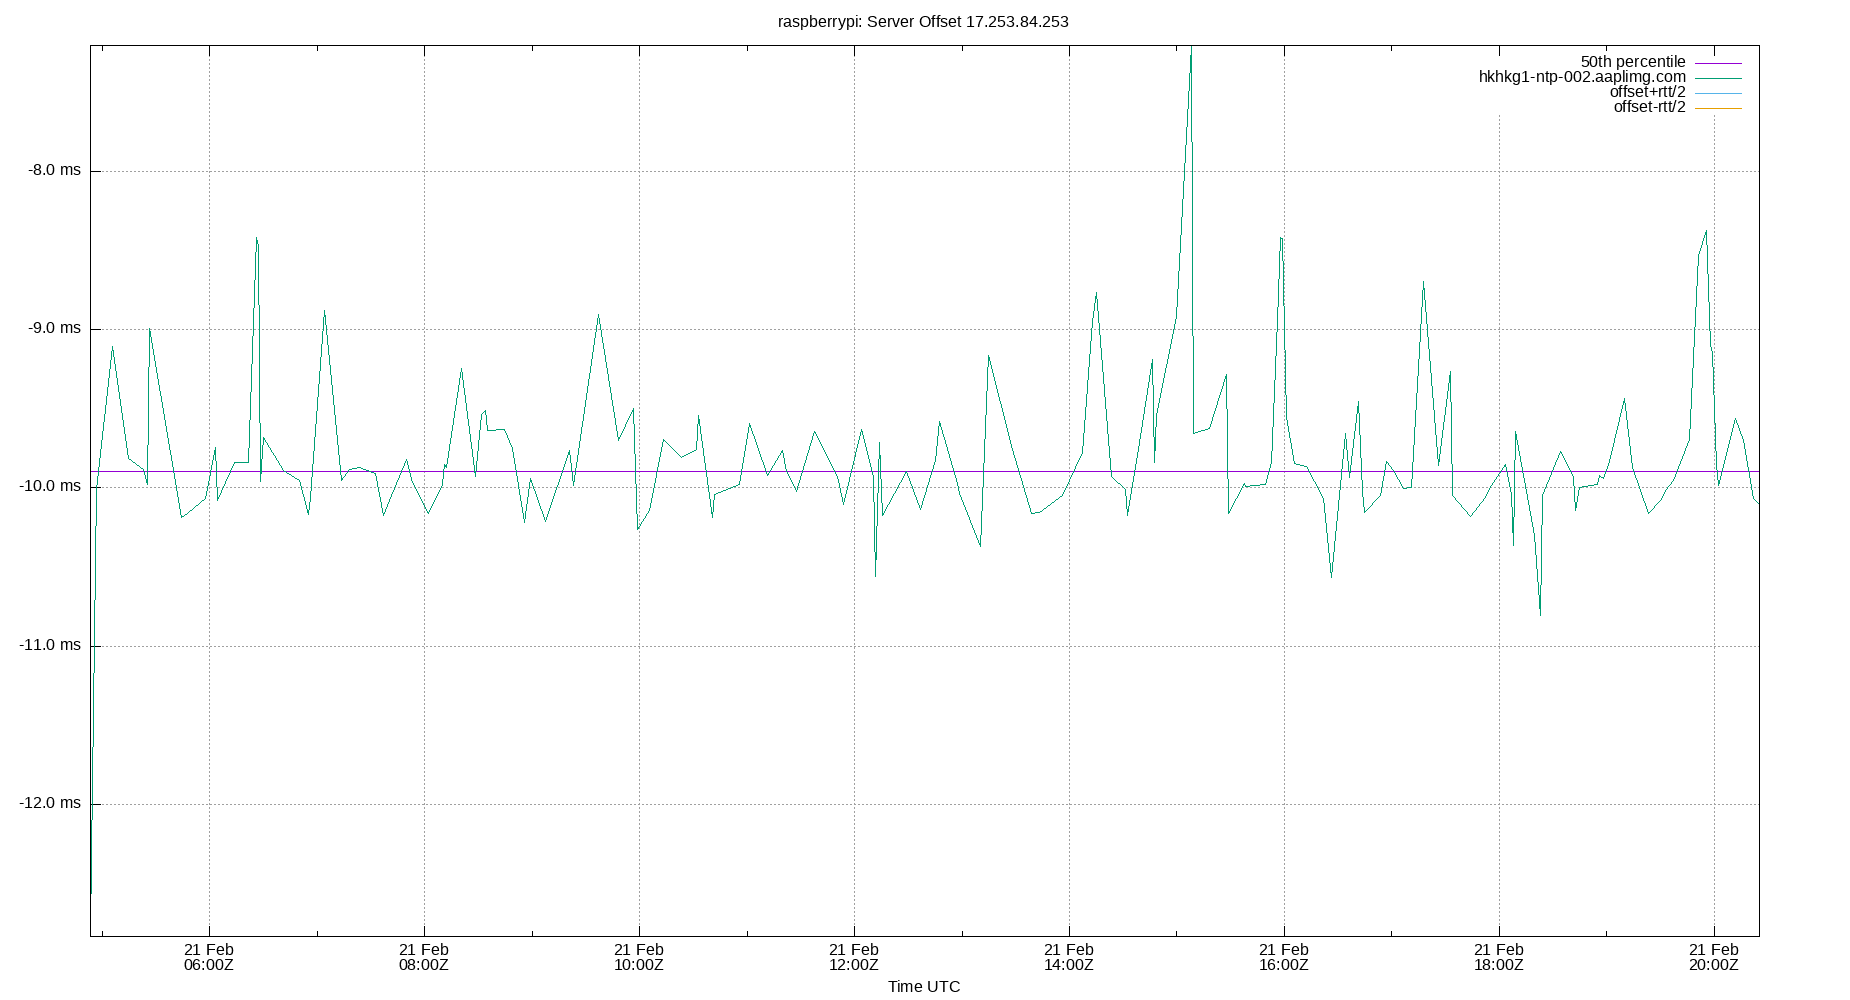 raspberrypi: Server Offset 17.253.84.253
50th percentile
hkhkg1-ntp-002.aaplimg.com
offset+rtt/2
offset-rtt/2
-8.0 ms
-9.0 ms
-10.0 ms
-11.0 ms
-12.0 ms
21 Feb 21 Feb 21 Feb 21 Feb 21 Feb 21 Feb 21 Feb 21 Feb
06:00Z 08:00Z 10:00Z 12:00Z 14:00Z 16:00Z 18:00Z 20:00Z
Time UTC